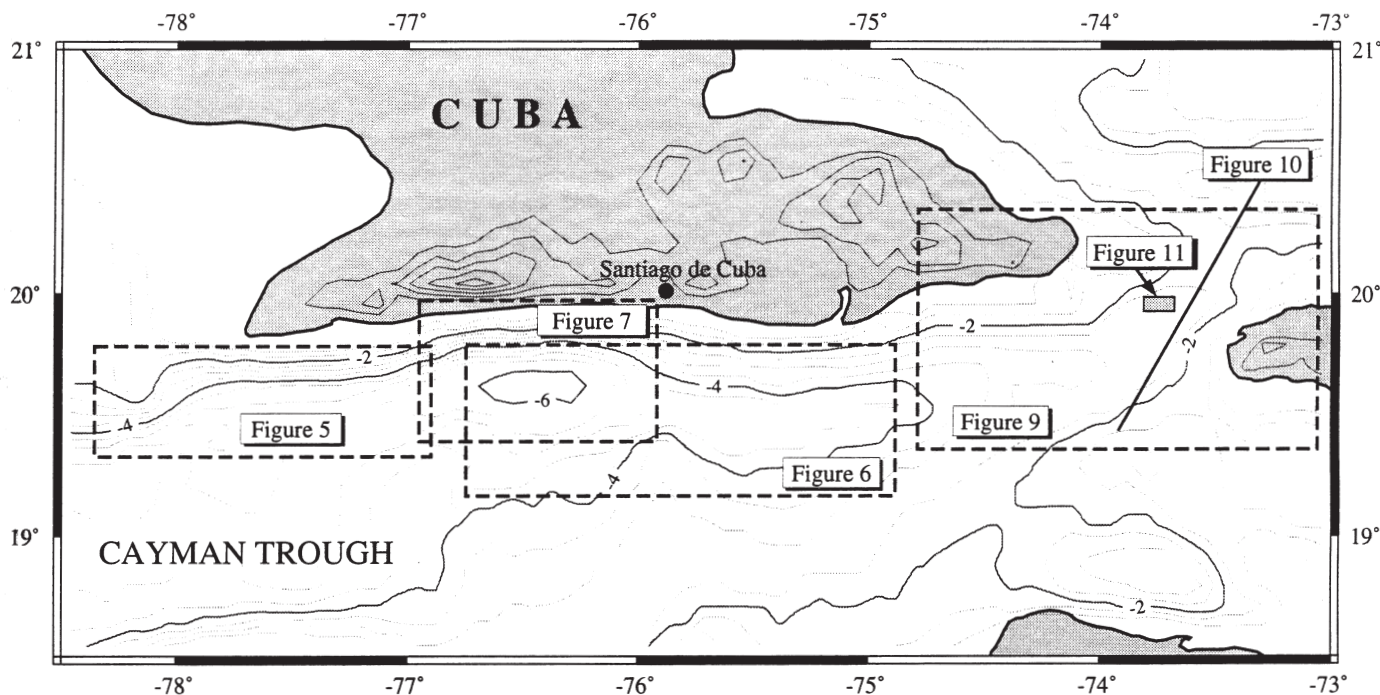 -78° -77° -76° -75° -74° -73°
21° 21°
CUBA
Figure 10
Figure 11
Santiago de Cuba
20° 20°
Figure 7
-2
-2
-2
-4
-6
-4
Figure 5
Figure 9
Figure 6
-4
19° 19°
CAYMAN TROUGH
-2
-78° -77° -76° -75° -74° -73°